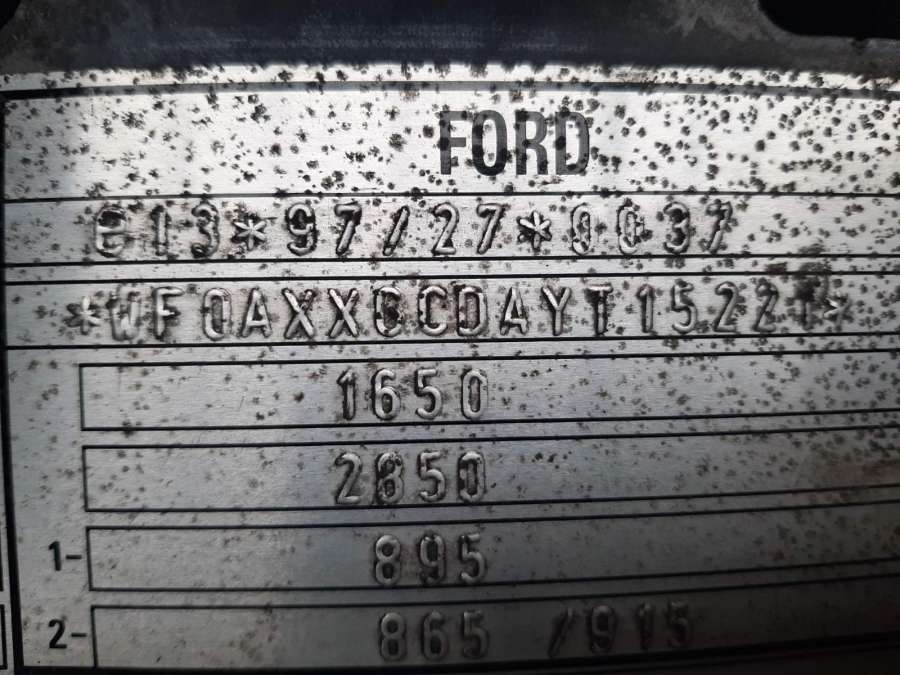 FORD
e13*97/27*0037
*WF0AXXGCDAYT15221*
1650
2850
1- 895
2- 865 /915